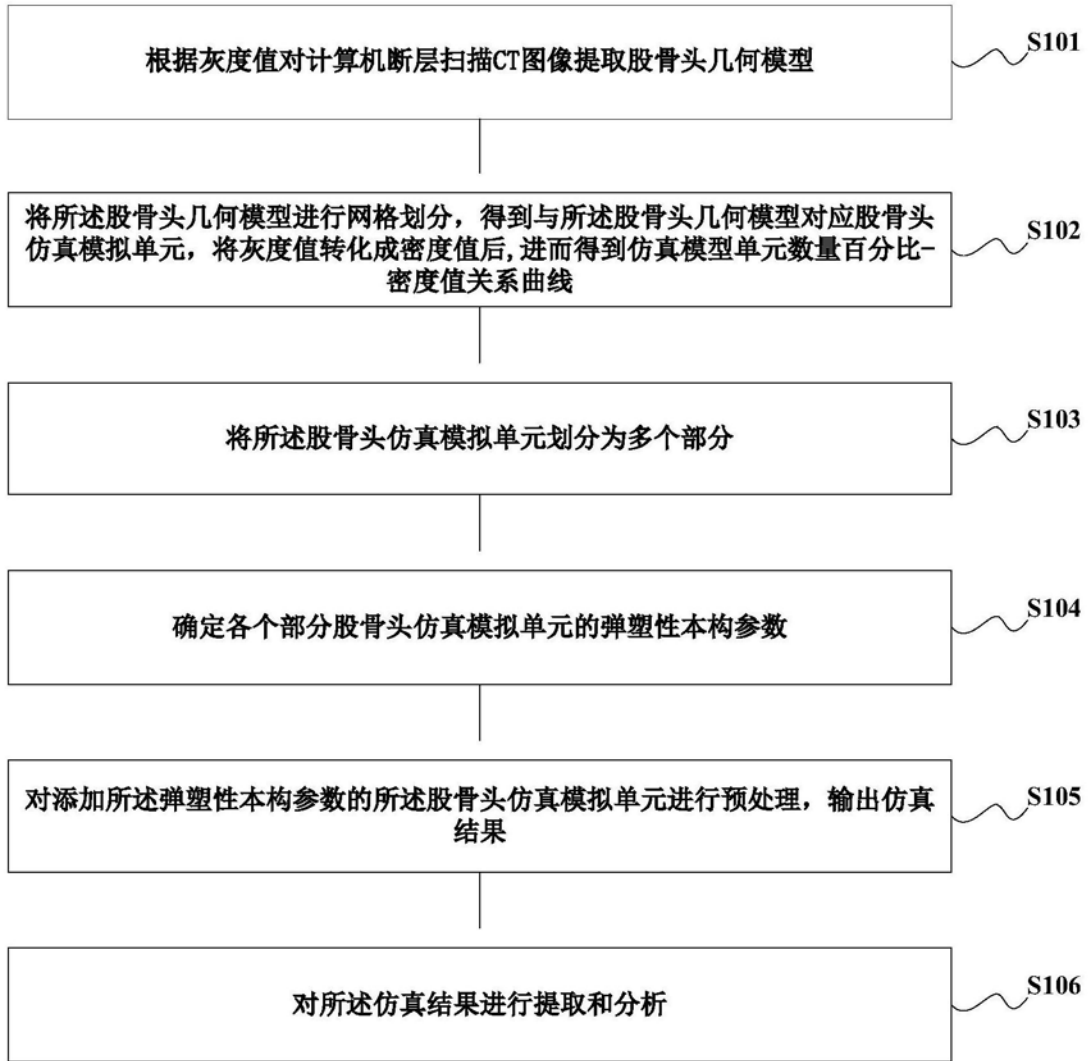 根据灰度值对计算机断层扫描CT图像提取股骨头几何模型
S101
将所述股骨头几何模型进行网格划分，得到与所述股骨头几何模型对应股骨头
仿真模拟单元，将灰度值转化成密度值后,进而得到仿真模型单元数量百分比-
密度值关系曲线
S102
将所述股骨头仿真模拟单元划分为多个部分
S103
确定各个部分股骨头仿真模拟单元的弹塑性本构参数
S104
对添加所述弹塑性本构参数的所述股骨头仿真模拟单元进行预处理，输出仿真
结果
S105
对所述仿真结果进行提取和分析
S106